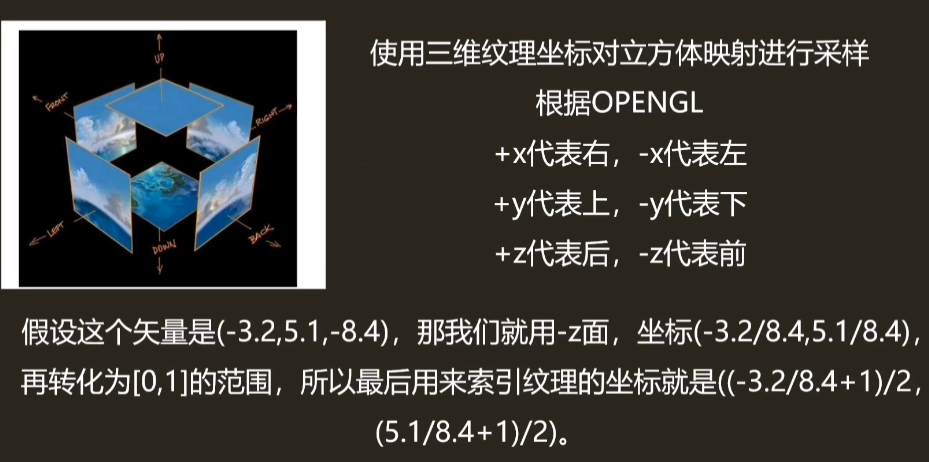 UP
FRONT
RIGHT
LEFT
BACK
DOWN
使用三维纹理坐标对立方体映射进行采样
根据OPENGL
+x代表右，-x代表左
+y代表上，-y代表下
+z代表后，-z代表前
假设这个矢量是(-3.2,5.1,-8.4)，那我们就用-z面，坐标(-3.2/8.4,5.1/8.4)，
再转化为[0,1]的范围，所以最后用来索引纹理的坐标就是((-3.2/8.4+1)/2，
(5.1/8.4+1)/2)。